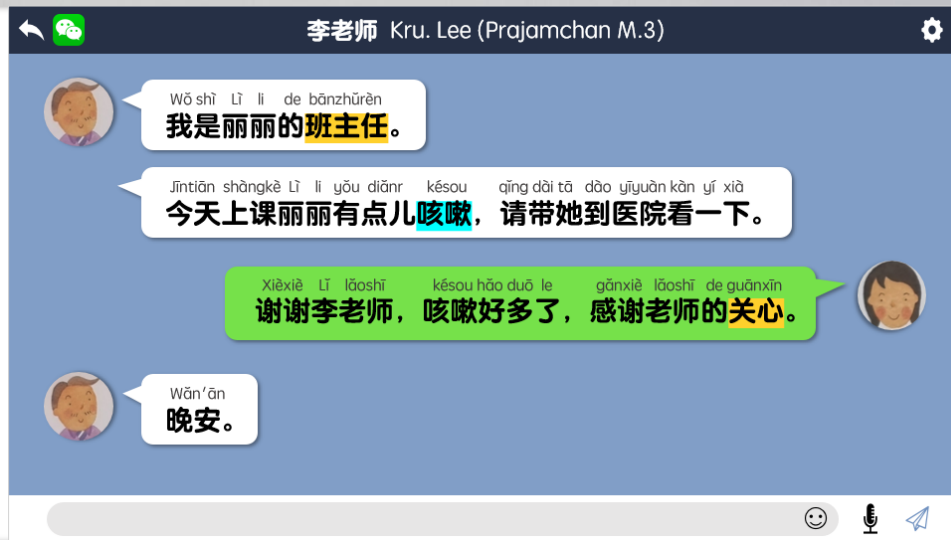 李老师 Kru. Lee (Prajamchan M.3)
Wǒ shì Lì li de bānzhǔrèn
我是丽丽的班主任。
Jīntiān shàngkè Lì li yǒu diǎnr késou qǐng dài tā dào yīyuàn kàn yí xià
今天上课丽丽有点儿咳嗽，请带她到医院看一下。
Xièxiè Lǐ lǎoshī késou hǎo duō le gǎnxiè lǎoshī de guānxīn
谢谢李老师，咳嗽好多了，感谢老师的关心。
Wǎn'ān
晚安。